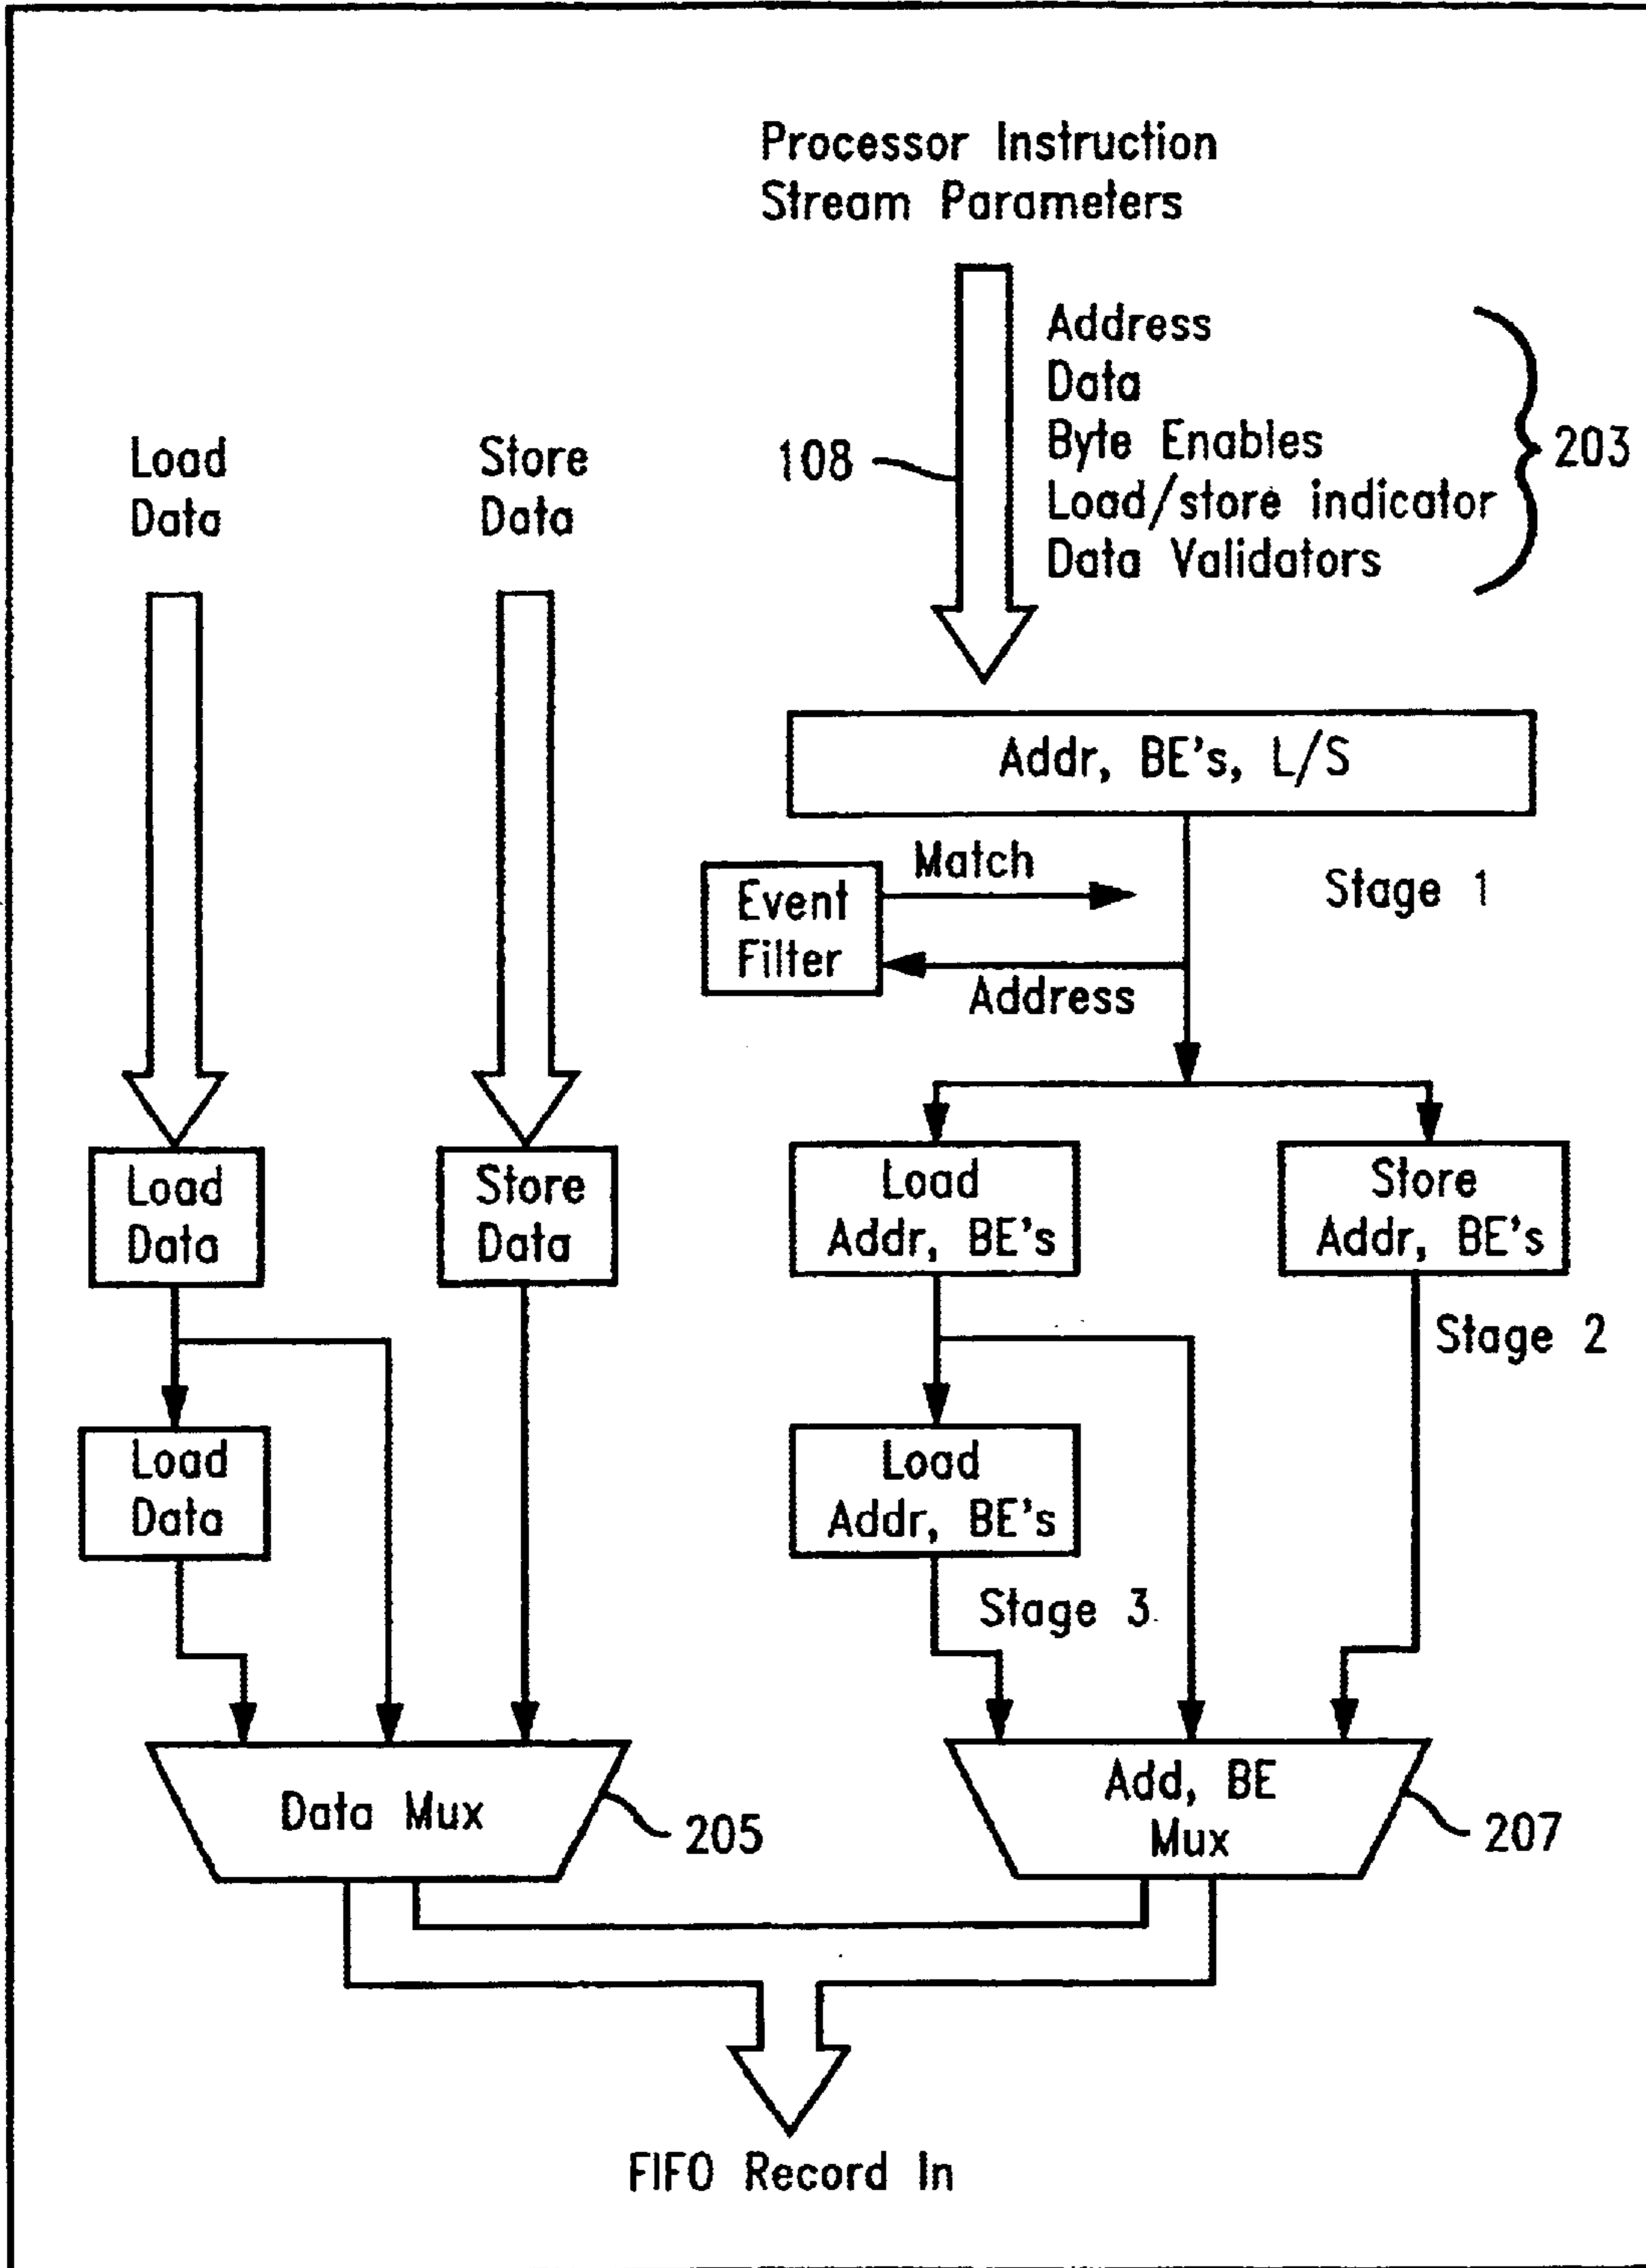 Processor Instruction
Stream Parameters
Address
Data
Byte Enables
Load/store indicator
Data Validators
203
108
Load
Data
Store
Data
Addr, BE's, L/S
Match
Event
Filter
Address
Stage 1
Load
Data
Store
Data
Load
Addr, BE's
Store
Addr, BE's
Stage 2
Load
Data
Load
Addr, BE's
Stage 3
Data Mux
205
Add, BE
Mux
207
FIFO Record In